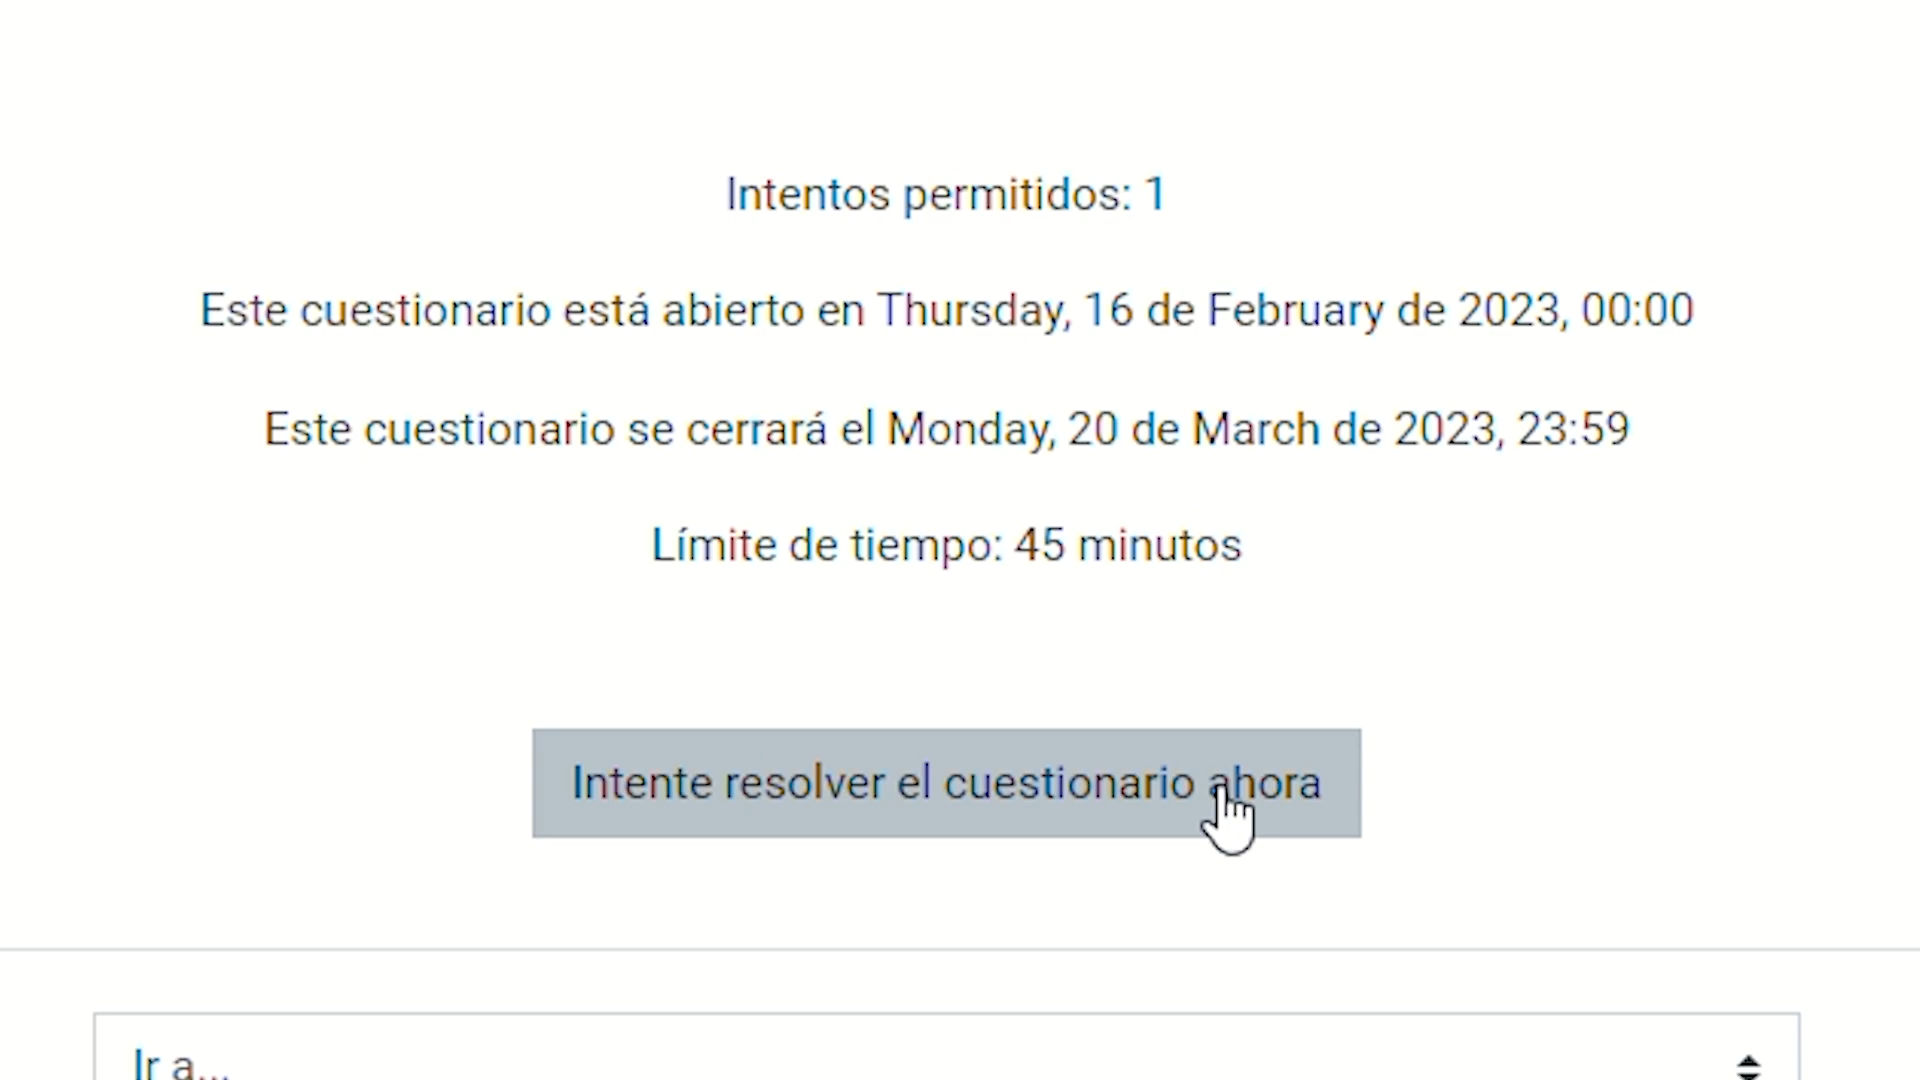 Intentos permitidos: 1
Este cuestionario está abierto en Thursday, 16 de February de 2023, 00:00
Este cuestionario se cerrará el Monday, 20 de March de 2023, 23:59
Límite de tiempo: 45 minutos
Intente resolver el cuestionario ahora
Ir a...